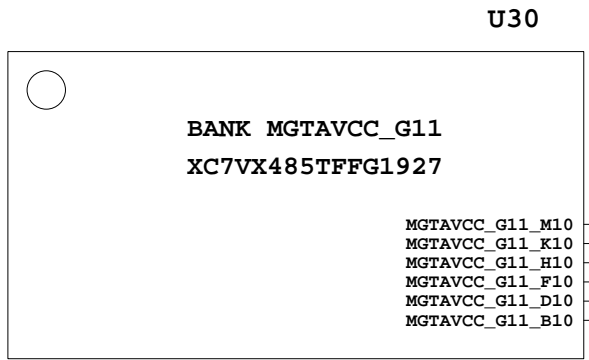 U30
BANK MGTAVCC_G11
XC7VX485TFFG1927
MGTAVCC_G11_M10
MGTAVCC_G11_K10
MGTAVCC_G11_H10
MGTAVCC_G11_F10
MGTAVCC_G11_D10
MGTAVCC_G11_B10